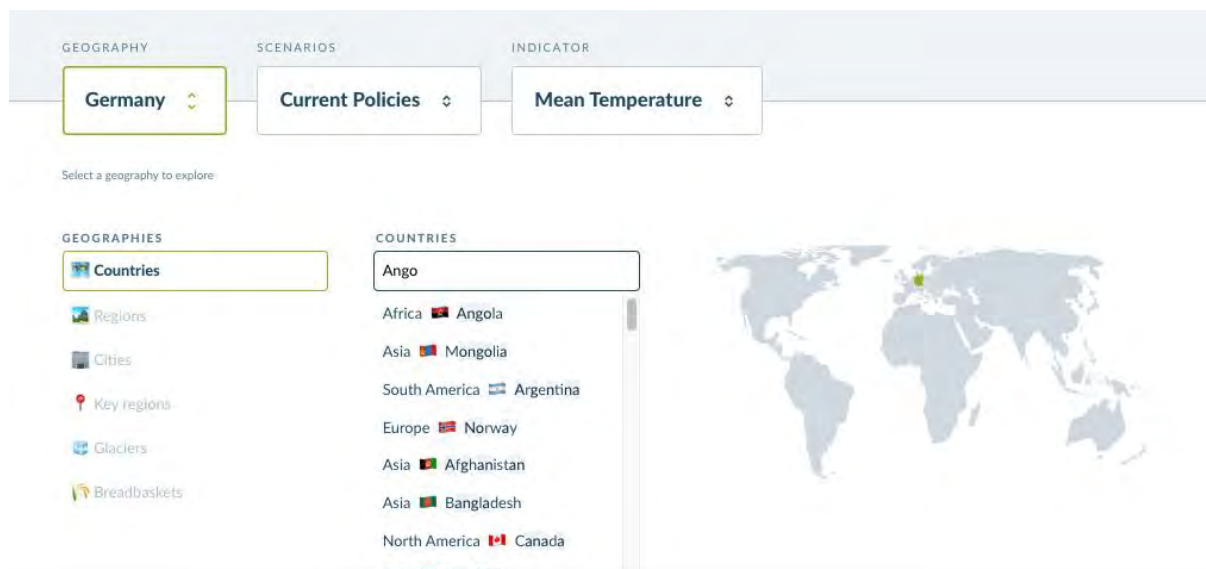 GEOGRAPHY SCENARIOS INDICATOR
Germany Current Policies Mean Temperature
Select a geography to explore
GEOGRAPHIES COUNTRIES
Countries Ango
Regions Africa Angola
Cities Asia Mongolia
Key regions South America Argentina
Glaciers Europe Norway
Breadbaskets Asia Afghanistan
Asia Bangladesh
North America Canada